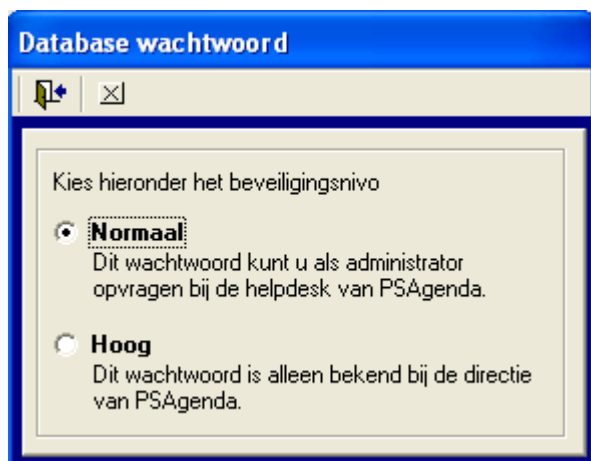 Database wachtwoord
Kies hieronder het beveiligingsnivo
Normaal
Dit wachtwoord kunt u als administrator
opvragen bij de helpdesk van PSAgenda.
Hoog
Dit wachtwoord is alleen bekend bij de directie
van PSAgenda.